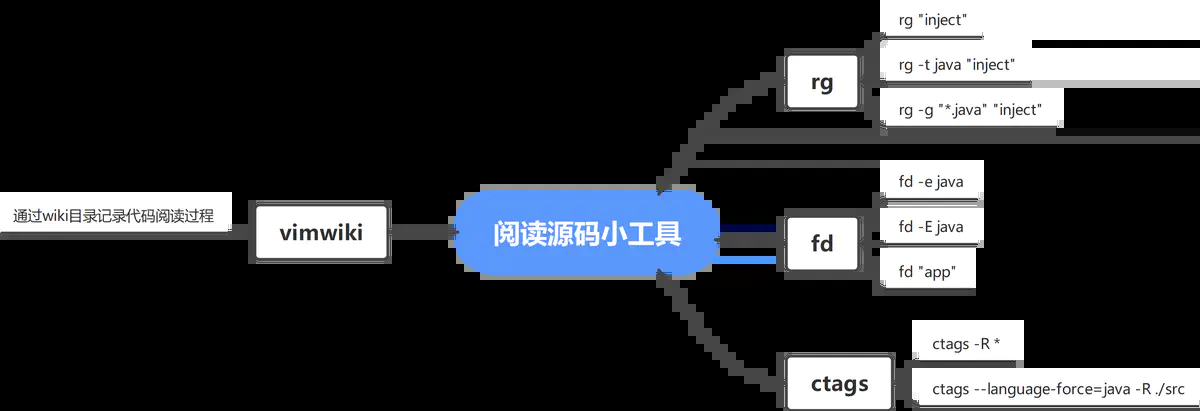 阅读源码小工具
rg
rg "inject"
rg -t java "inject"
rg -g "*.java" "inject"
fd
fd -e java
fd -E java
fd "app"
ctags
ctags -R *
ctags --language-force=java -R ./src
vimwiki
通过wiki目录记录代码阅读过程